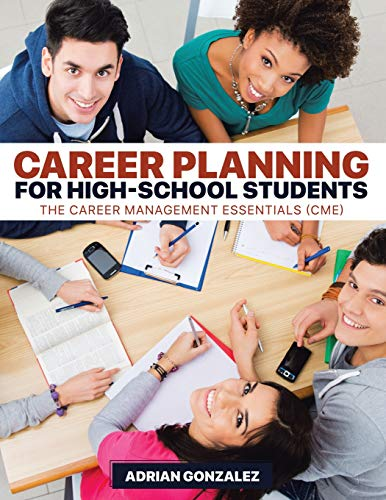 CAREER PLANNING
FOR HIGH-SCHOOL STUDENTS
THE CAREER MANAGEMENT ESSENTIALS (CME)
ADRIAN GONZALEZ